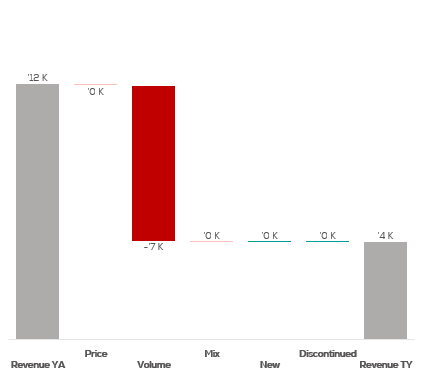 '12 K
'0 K
-'7 K
'0 K
'0 K
'0 K
'4 K
Price
Mix
Discontinued
Revenue YA
Volume
New
Revenue TY